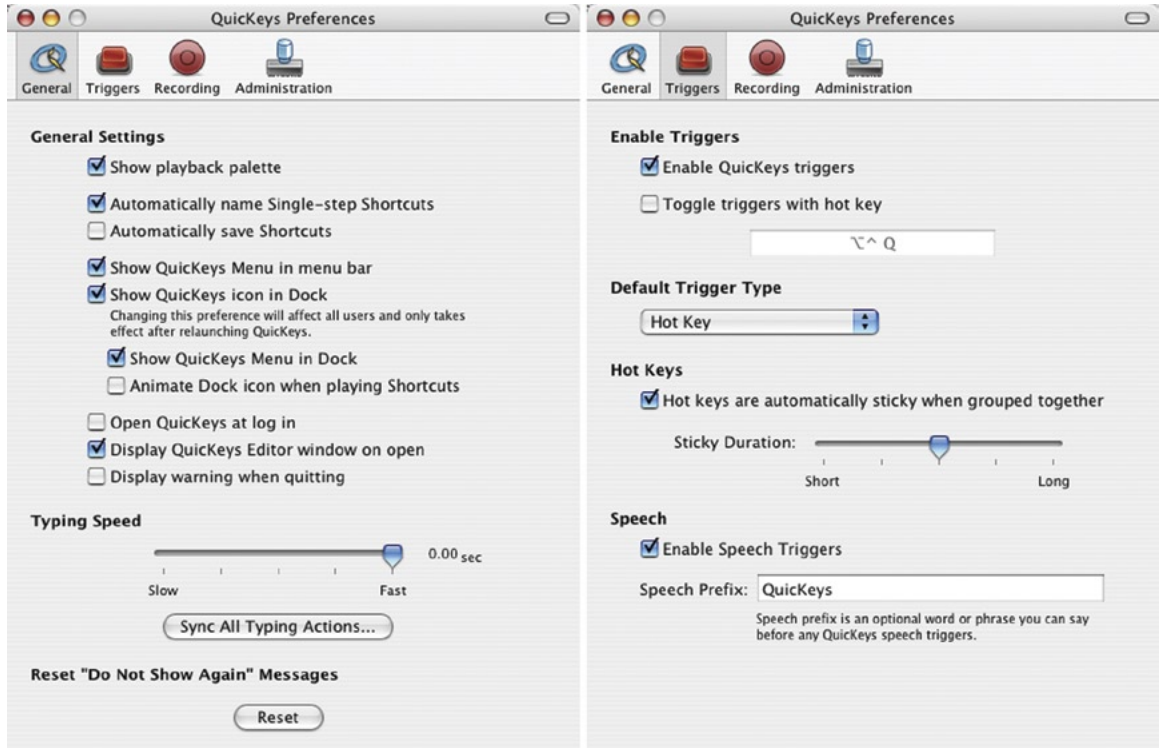 QuicKeys Preferences
General Triggers Recording Administration
General Settings
Show playback palette
Automatically name Single-step Shortcuts
Automatically save Shortcuts
Show QuicKeys Menu in menu bar
Show QuicKeys icon in Dock
Changing this preference will affect all users and only takes
effect after relaunching QuicKeys.
Show QuicKeys Menu in Dock
Animate Dock icon when playing Shortcuts
Open QuicKeys at log in
Display QuicKeys Editor window on open
Display warning when quitting
Typing Speed
0.00 sec
Slow Fast
Sync All Typing Actions...
Reset "Do Not Show Again" Messages
Reset
QuicKeys Preferences
General Triggers Recording Administration
Enable Triggers
Enable QuicKeys triggers
Toggle triggers with hot key
⌥^ Q
Default Trigger Type
Hot Key
Hot Keys
Hot keys are automatically sticky when grouped together
Sticky Duration:
Short Long
Speech
Enable Speech Triggers
Speech Prefix: QuicKeys
Speech prefix is an optional word or phrase you can say
before any QuicKeys speech triggers.